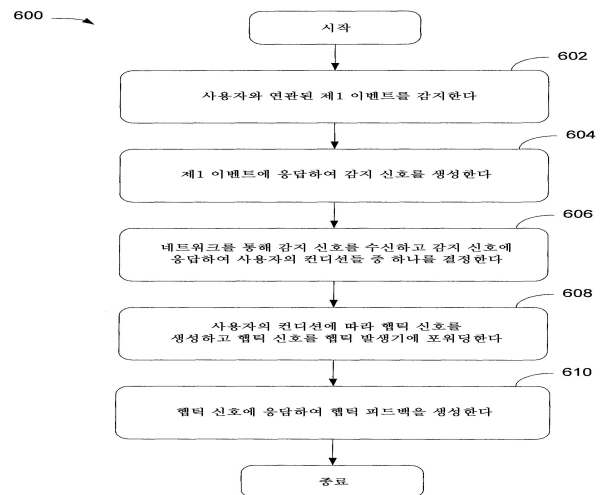 600
시작
602
사용자와 연관된 제1 이벤트를 감지한다
604
제1 이벤트에 응답하여 감지 신호를 생성한다
606
네트워크를 통해 감지 신호를 수신하고 감지 신호에
응답하여 사용자의 컨디션들 중 하나를 결정한다
608
사용자의 컨디션에 따라 햅틱 신호를
생성하고 햅틱 신호를 햅틱 발생기에 포워딩한다
610
햅틱 신호에 응답하여 햅틱 피드백을 생성한다
종료